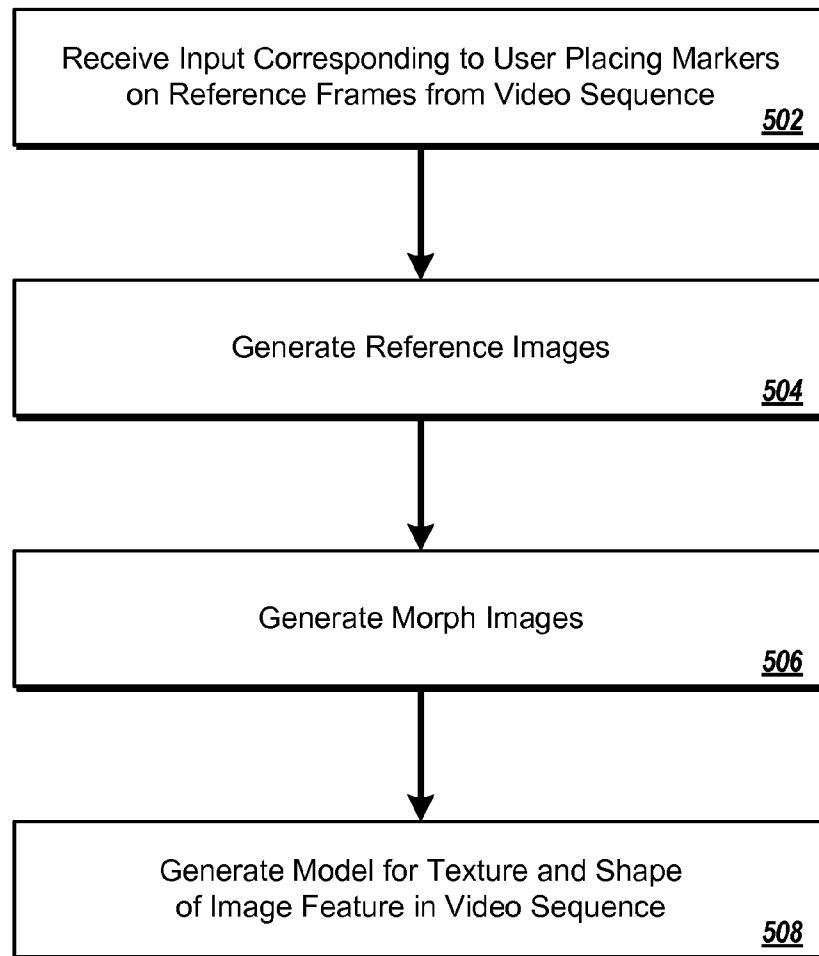 Receive Input Corresponding to User Placing Markers
on Reference Frames from Video Sequence
502
Generate Reference Images
504
Generate Morph Images
506
Generate Model for Texture and Shape
of Image Feature in Video Sequence
508